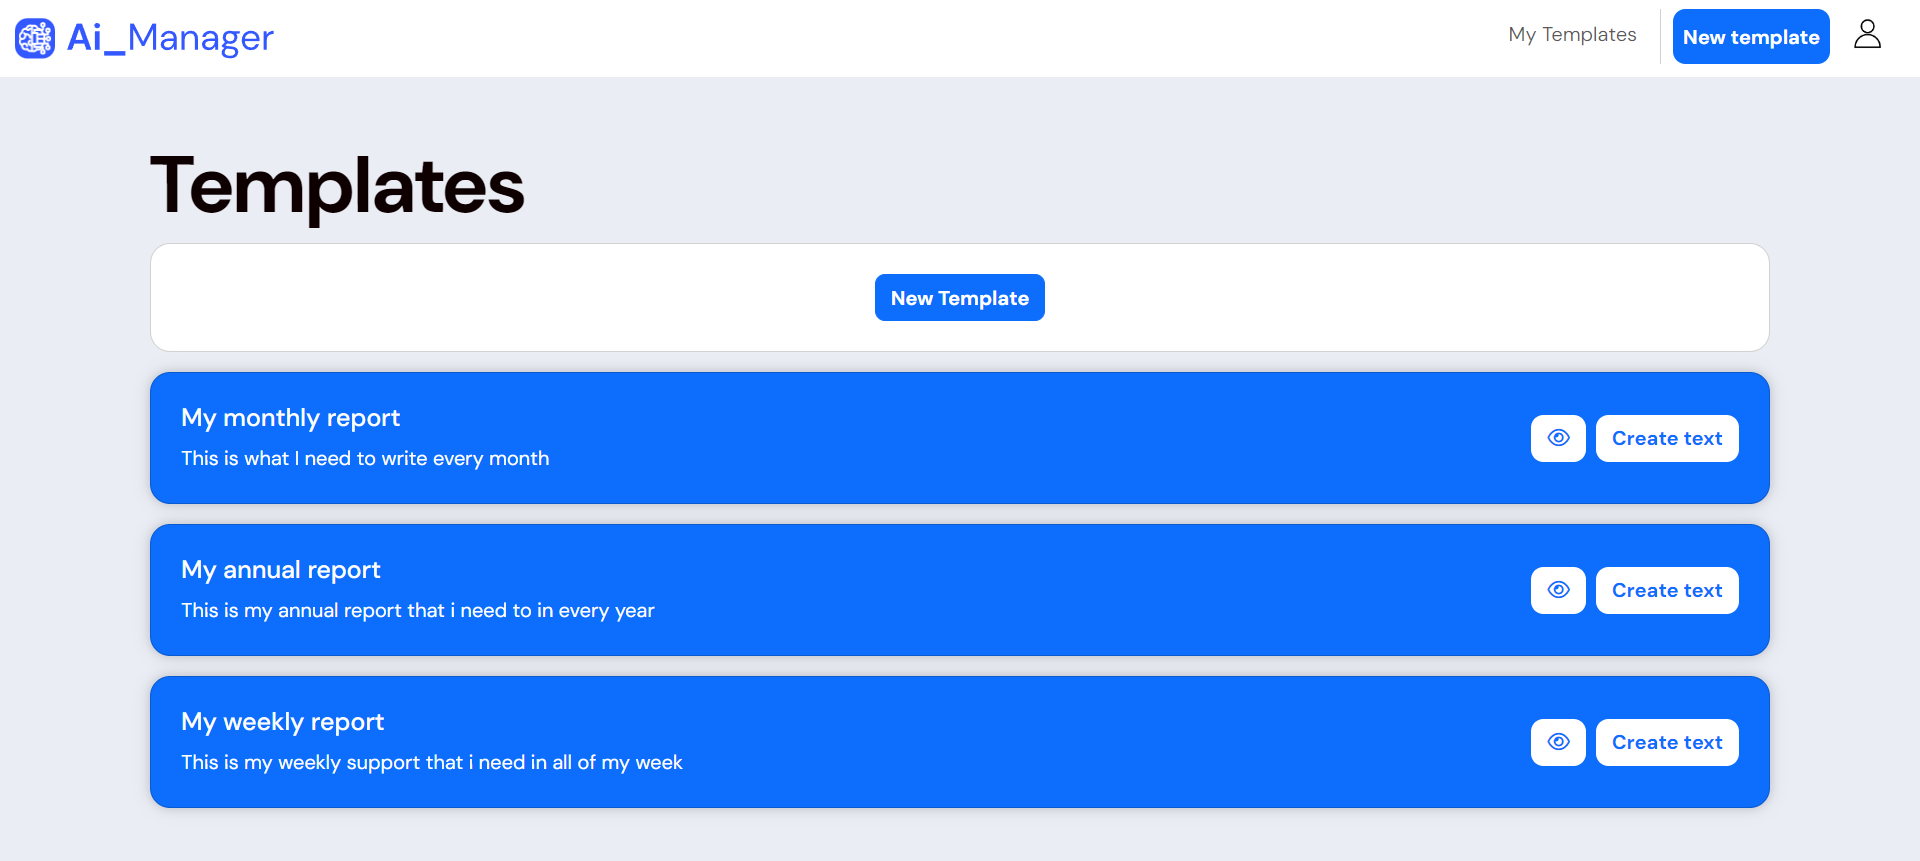 Ai_Manager
My Templates
New template
Templates
New Template
My monthly report
This is what I need to write every month
Create text
My annual report
This is my annual report that i need to in every year
Create text
My weekly report
This is my weekly support that i need in all of my week
Create text